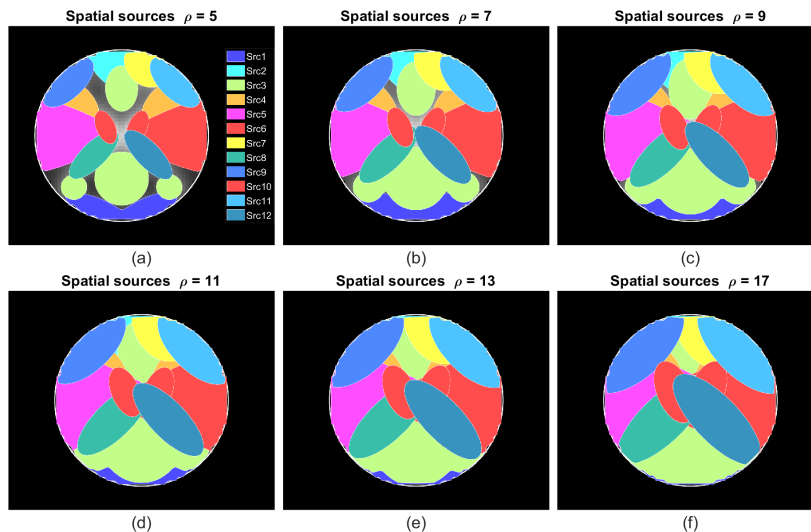 Spatial sources ρ = 5
Spatial sources ρ = 7
Spatial sources ρ = 9
Src1
Src2
Src3
Src4
Src5
Src6
Src7
Src8
Src9
Src10
Src11
Src12
(a)
(b)
(c)
Spatial sources ρ = 11
Spatial sources ρ = 13
Spatial sources ρ = 17
(d)
(e)
(f)